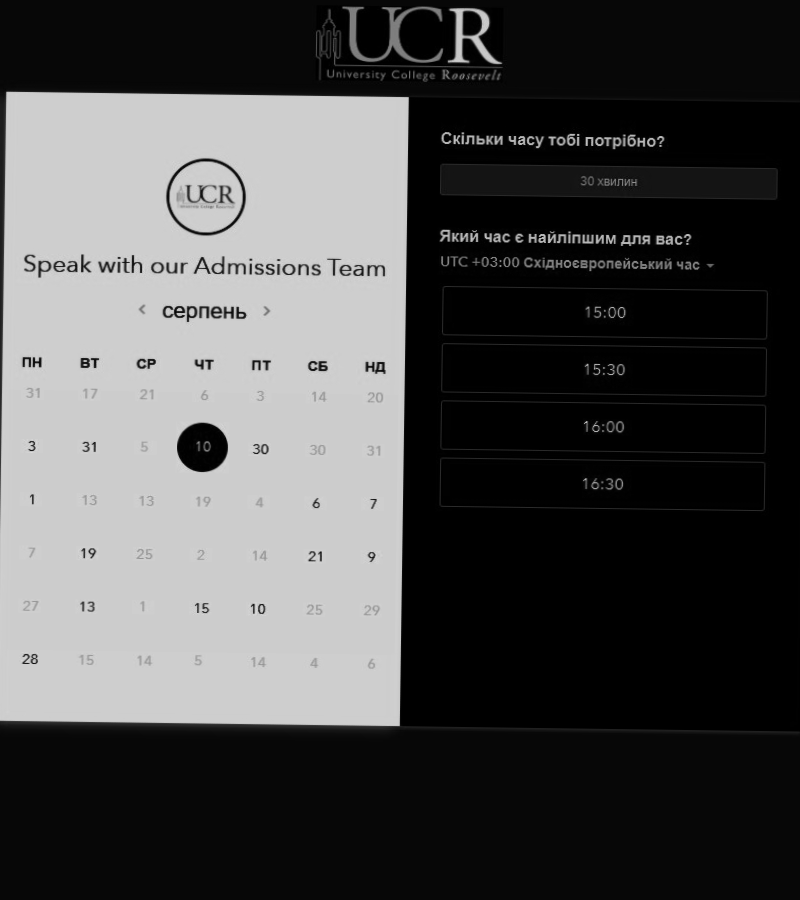 UCR
University College Roosevelt
UCR
Speak with our Admissions Team
серпень
ПН ВТ СР ЧТ ПТ СБ НД
31 17 21 6 3 14 20
3 31 5 10 30 30 31
1 13 13 19 4 6 7
7 19 25 2 14 21 9
27 13 1 15 10 25 29
28 15 14 5 14 4 6
Скільки часу тобі потрібно?
30 хвилин
Який час є найліпшим для вас?
UTC +03:00 Східноєвропейський час
15:00
15:30
16:00
16:30